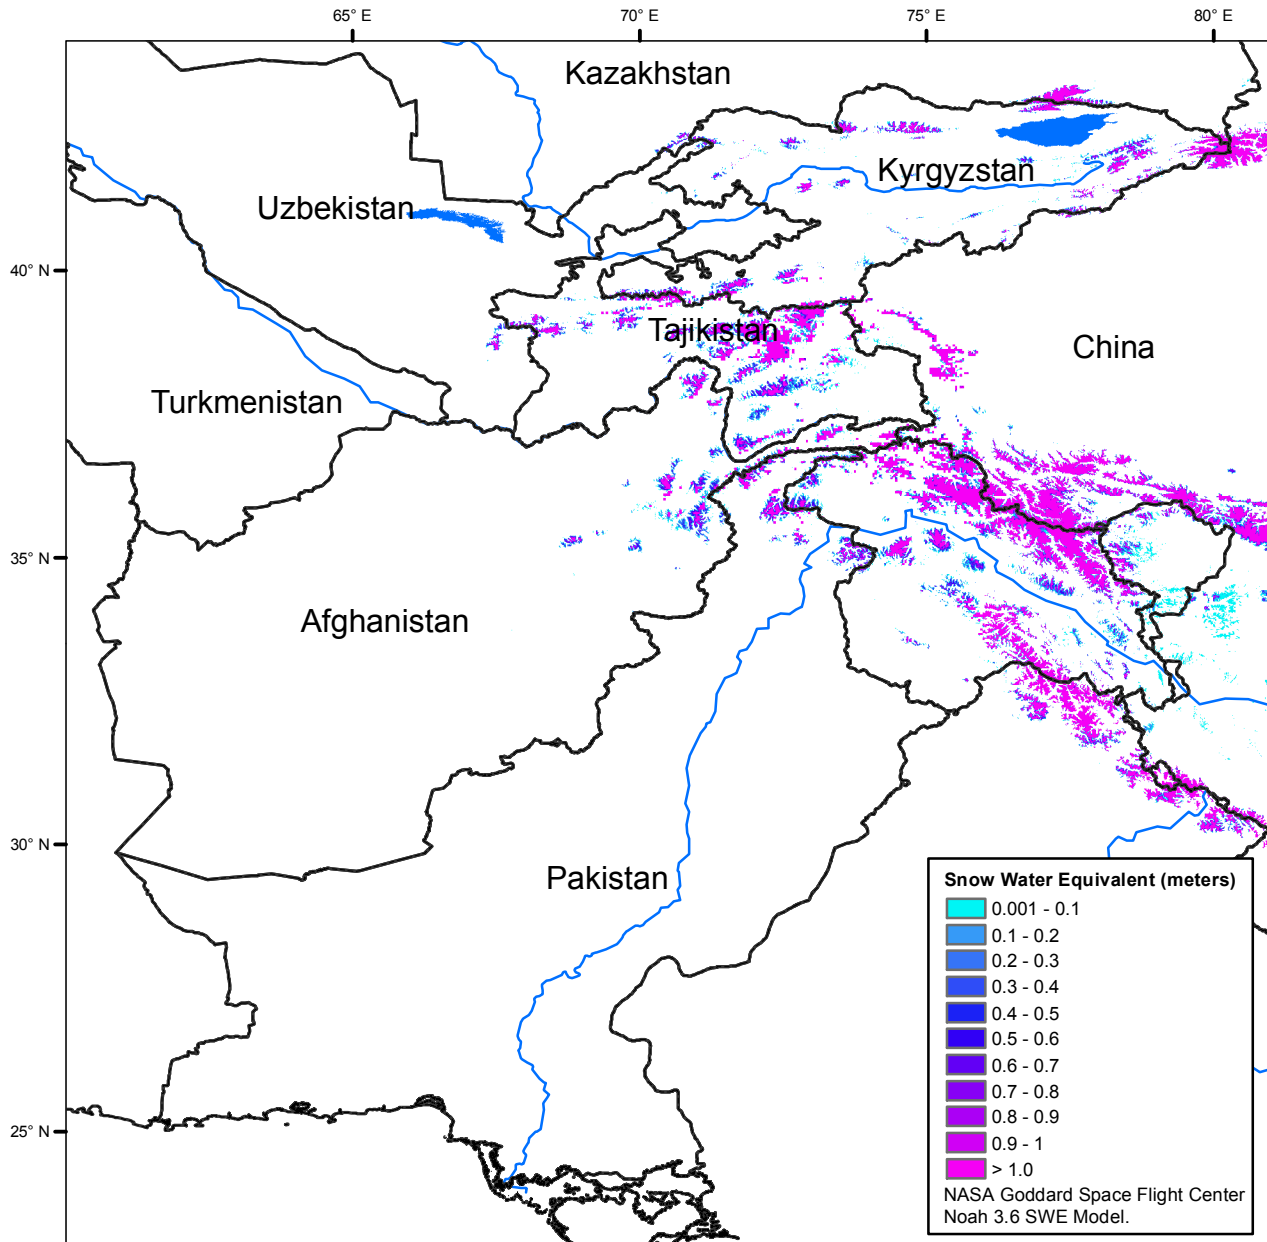 65° E
70° E
75° E
80° E
Kazakhstan
Kyrgyzstan
Uzbekistan
40° N
Tajikistan
China
Turkmenistan
35° N
Afghanistan
30° N
Pakistan
25° N
Snow Water Equivalent (meters)
0.001 - 0.1
0.1 - 0.2
0.2 - 0.3
0.3 - 0.4
0.4 - 0.5
0.5 - 0.6
0.6 - 0.7
0.7 - 0.8
0.8 - 0.9
0.9 - 1
> 1.0
NASA Goddard Space Flight Center
Noah 3.6 SWE Model.